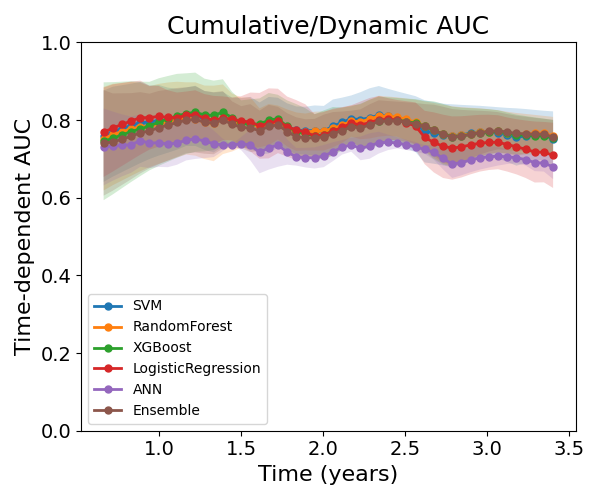 Cumulative/Dynamic AUC
Time-dependent AUC
1.0
0.8
0.6
0.4
0.2
0.0
SVM
RandomForest
XGBoost
LogisticRegression
ANN
Ensemble
1.0 1.5 2.0 2.5 3.0 3.5
Time (years)